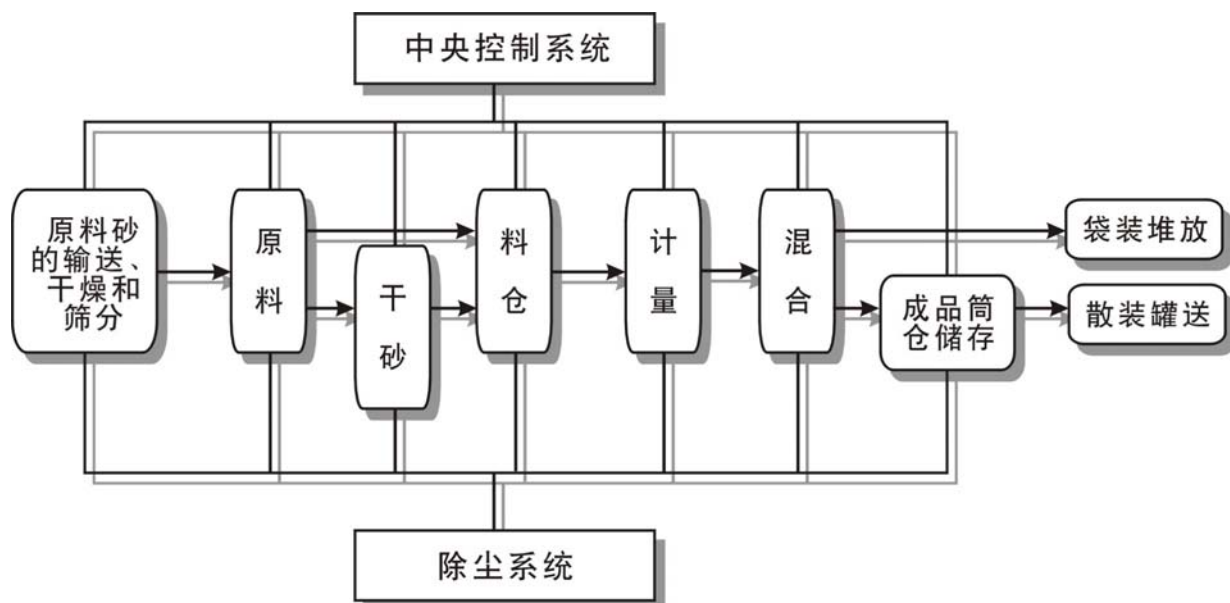 中央控制系统
原料砂
的输送、
干燥和
筛分
原
料
干
砂
料
仓
计
量
混
合
成品筒
仓储存
袋装堆放
散装罐送
除尘系统